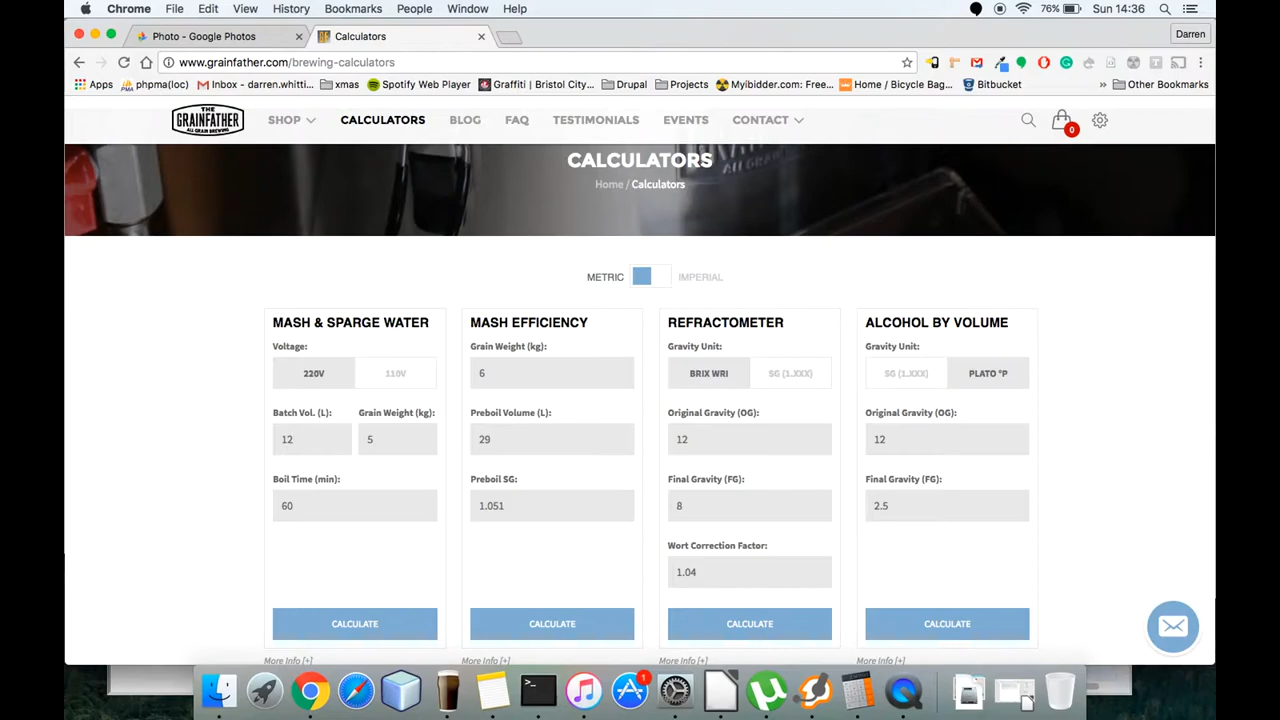 Chrome File Edit View History Bookmarks People Window Help 76% Sun 14:36
Photo - Google Photos Calculators Darren
www.grainfather.com/brewing-calculators
Apps phpma(loc) Inbox - darren.whitti... xmas Spotify Web Player Graffiti | Bristol City... Drupal Projects Myibidder.com: Free... Home / Bicycle Bag... Bitbucket » Other Bookmarks
THE GRAINFATHER ALL GRAIN BREWING SHOP CALCULATORS BLOG FAQ TESTIMONIALS EVENTS CONTACT 0
CALCULATORS
Home / Calculators
METRIC IMPERIAL
MASH & SPARGE WATER MASH EFFICIENCY REFRACTOMETER ALCOHOL BY VOLUME
Voltage: Grain Weight (kg): Gravity Unit: Gravity Unit:
220V 110V 6 BRIX WRI SG (1.XXX) SG (1.XXX) PLATO °P
Batch Vol. (L): Grain Weight (kg): Preboil Volume (L): Original Gravity (OG): Original Gravity (OG):
12 5 29 12 12
Boil Time (min): Preboil SG: Final Gravity (FG): Final Gravity (FG):
60 1.051 8 2.5
Wort Correction Factor:
1.04
CALCULATE CALCULATE CALCULATE CALCULATE
More Info [+] More Info [+] More Info [+] More Info [+]
1